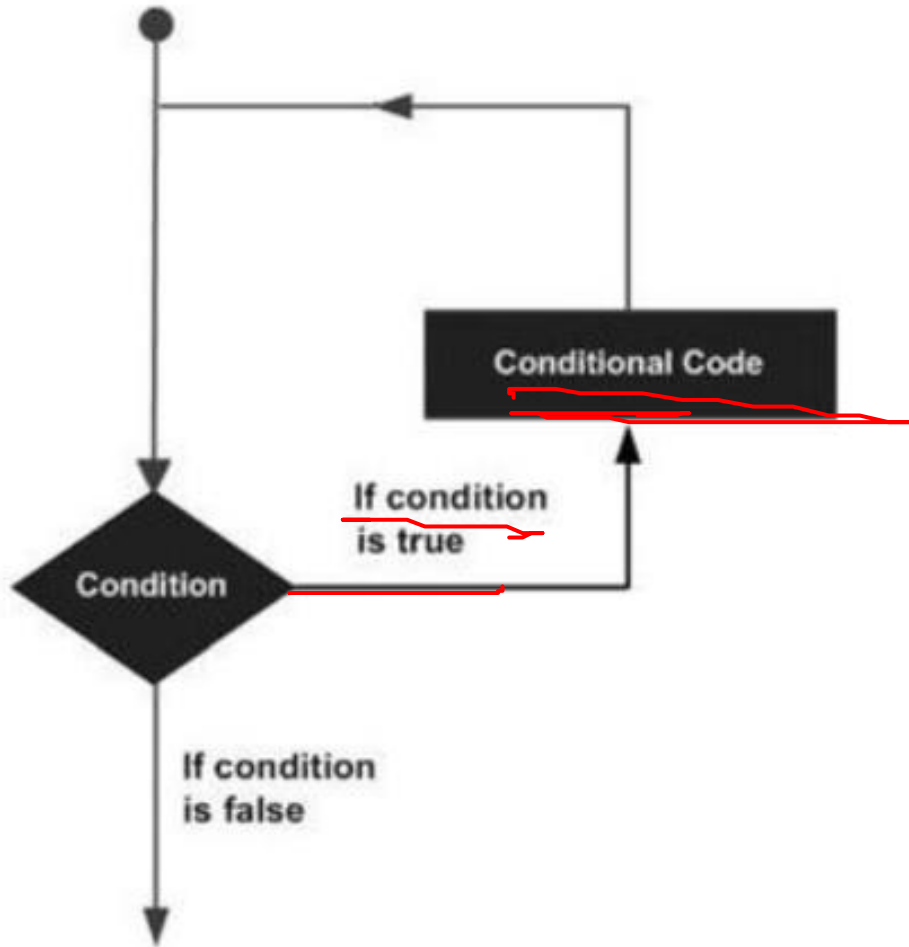 Conditional Code
If condition
is true
Condition
If condition
is false